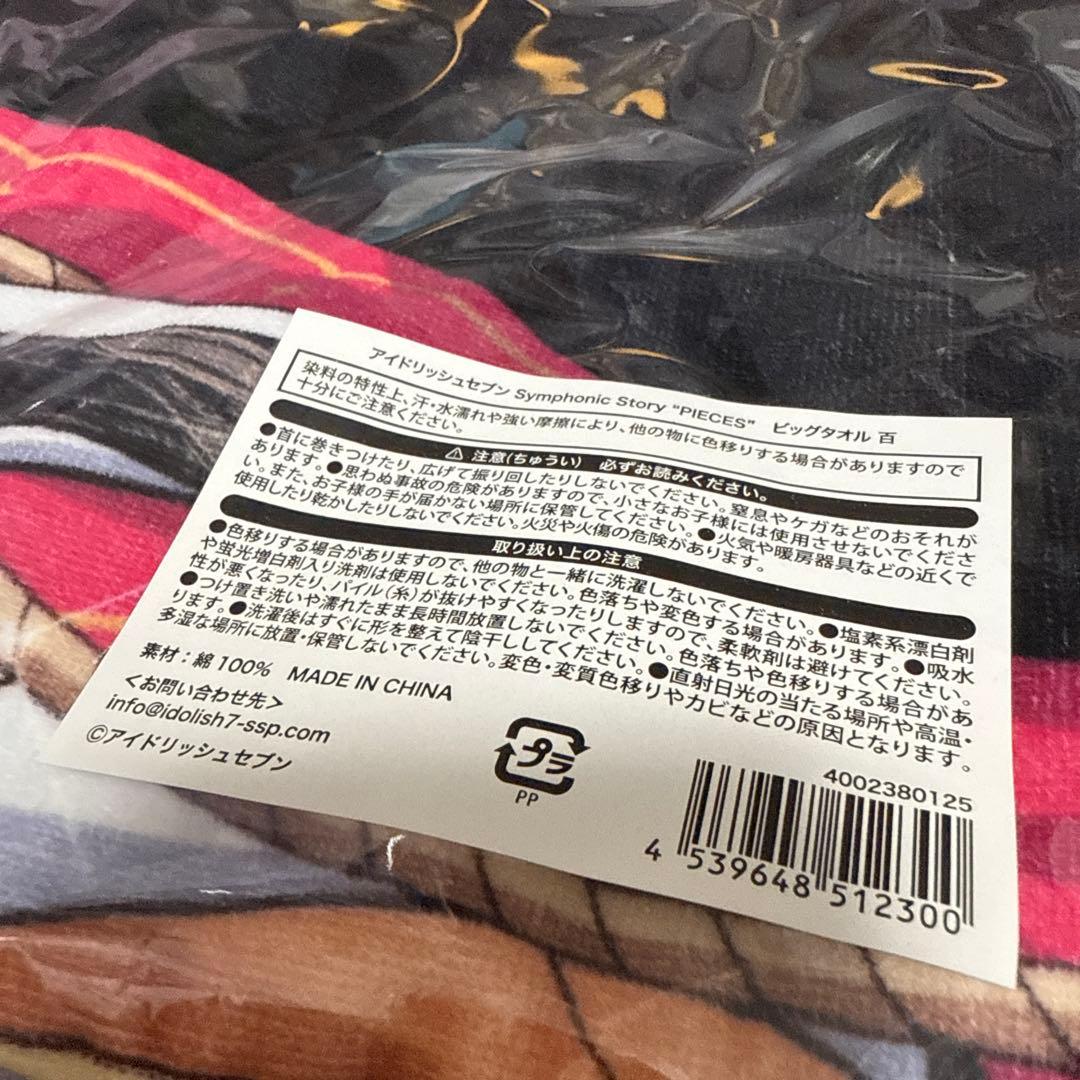 アイドリッシュセブン Symphonic Story "PIECES" ビッグタオル 百
染料の特性上、汗・水濡れや強い摩擦により、他の物に色移りする場合がありますので
十分にご注意ください。
⚠ 注意(ちゅうい) 必ずお読みください。
●首に巻きつけたり、広げて振り回したりしないでください。窒息やケガなどのおそれが
あります。●思わぬ事故の危険がありますので、小さなお子様には使用させないでくださ
い。また、お子様の手が届かない場所に保管してください。●火気や暖房器具などの近くで
使用したり乾かしたりしないでください。火災や火傷の危険があります。
取り扱い上の注意
●色移りする場合がありますので、他の物と一緒に洗濯しないでください。●塩素系漂白剤
や蛍光増白剤入り洗剤は使用しないでください。色落ちや変色する場合があります。●吸水
性が悪くなったり、パイル(糸)が抜けやすくなったりしますので、柔軟剤は避けてください。
●つけ置き洗いや濡れたまま長時間放置しないでください。色落ちや色移りする場合があ
ります。●洗濯後はすぐに形を整えて陰干ししてください。●直射日光の当たる場所や高温・
多湿な場所に放置・保管しないでください。変色・変質色移りやカビなどの原因となります。
素材：綿100% MADE IN CHINA
<お問い合わせ先>
info@idolish7-ssp.com
©アイドリッシュセブン
プラ
PP
4002380125
4 539648 512300